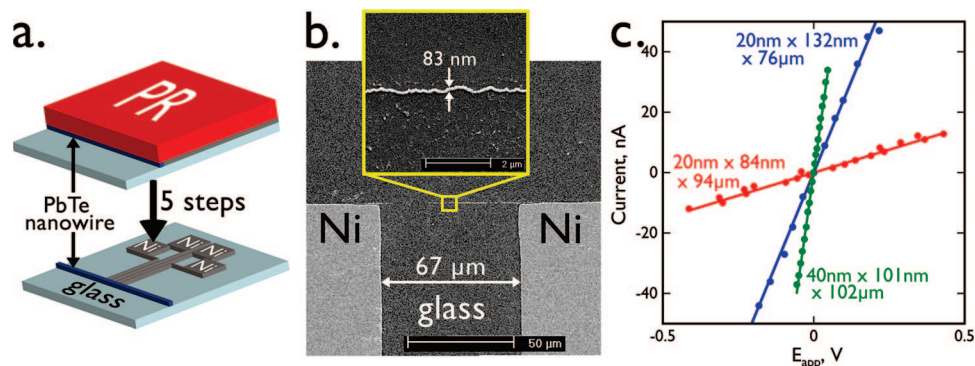 a.
PR
PbTe
nanowire
5 steps
Ni
Ni
Ni
Ni
glass
b.
83 nm
2 µm
Ni
Ni
67 µm
glass
50 µm
c.
Current, nA
40
20
0
-20
-40
-0.5
0.0
0.5
E_app, V
20nm x 132nm
x 76µm
20nm x 84nm
x 94µm
40nm x 101nm
x 102µm